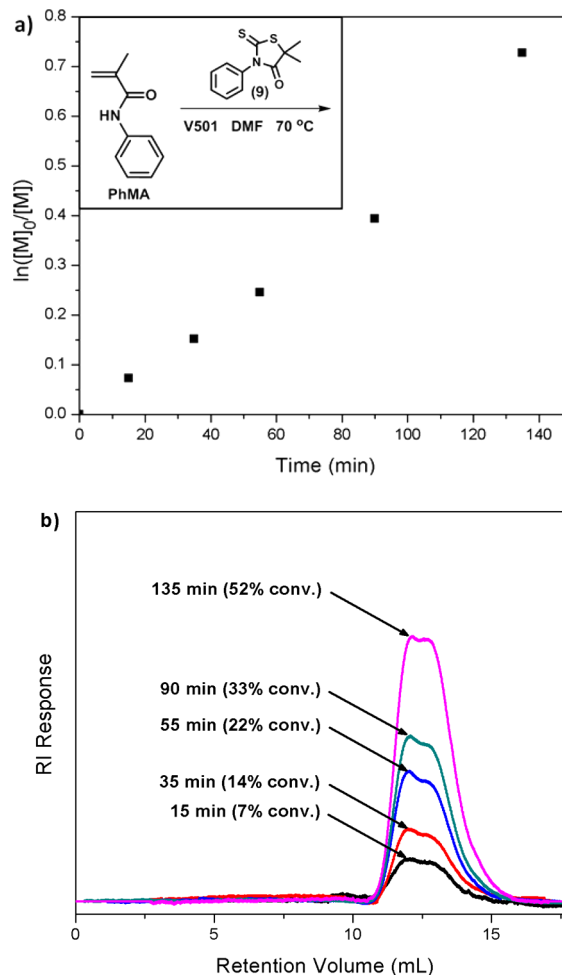 a)
0.8
0.7
0.6
0.5
0.4
0.3
0.2
0.1
0.0
ln([M]₀/[M])
S
S
N
O
(9)
O
HN
V501 DMF 70 °C
PhMA
0 20 40 60 80 100 120 140
Time (min)
b)
135 min (52% conv.)
90 min (33% conv.)
55 min (22% conv.)
35 min (14% conv.)
15 min (7% conv.)
RI Response
0 5 10 15
Retention Volume (mL)